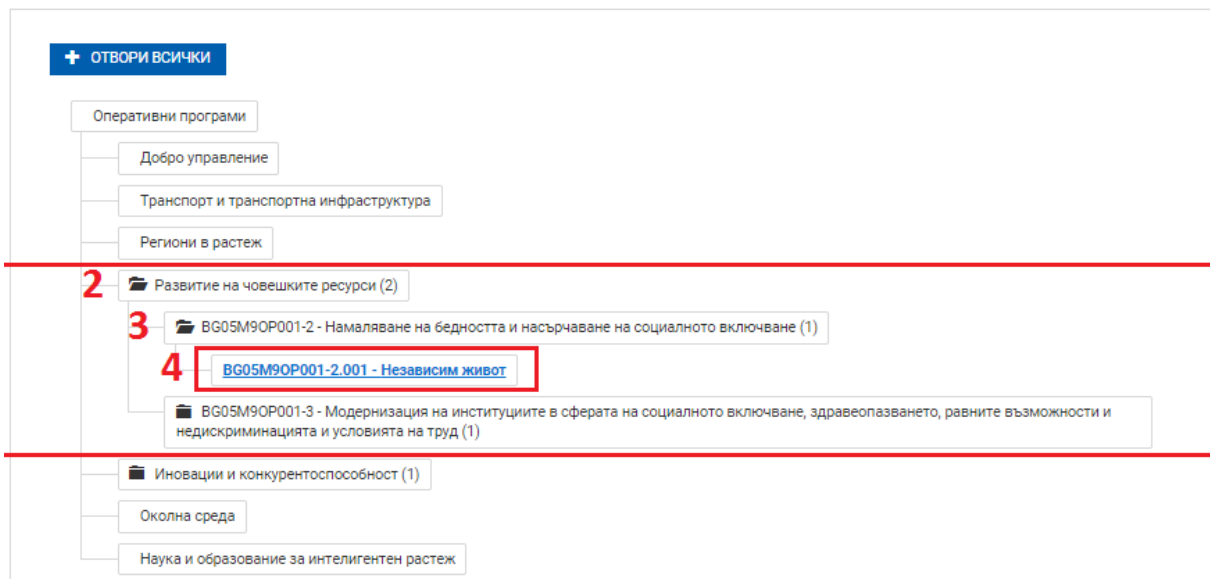 + ОТВОРИ ВСИЧКИ
Оперативни програми
Добро управление
Транспорт и транспортна инфраструктура
Региони в растеж
2 Развитие на човешките ресурси (2)
3 BG05M9OP001-2 - Намаляване на бедността и насърчаване на социалното включване (1)
4 BG05M9OP001-2.001 - Независим живот
BG05M9OP001-3 - Модернизация на институциите в сферата на социалното включване, здравеопазването, равните възможности и
недискриминацията и условията на труд (1)
Иновации и конкурентоспособност (1)
Околна среда
Наука и образование за интелигентен растеж